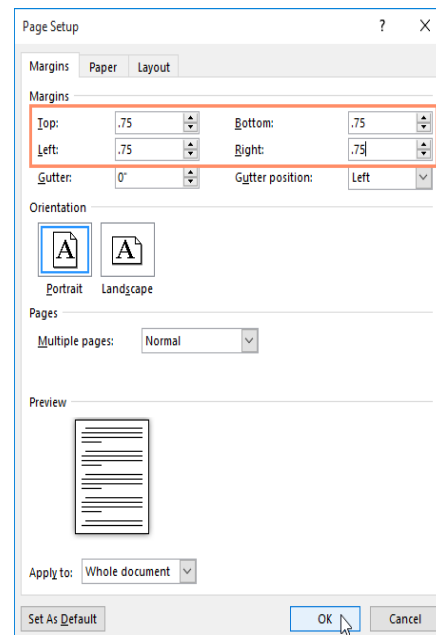 Page Setup ? X
Margins Paper Layout
Margins
Top: .75 Bottom: .75
Left: .75 Right: .75
Gutter: 0" Gutter position: Left
Orientation
A A
Portrait Landscape
Pages
Multiple pages: Normal
Preview
Apply to: Whole document
Set As Default OK Cancel